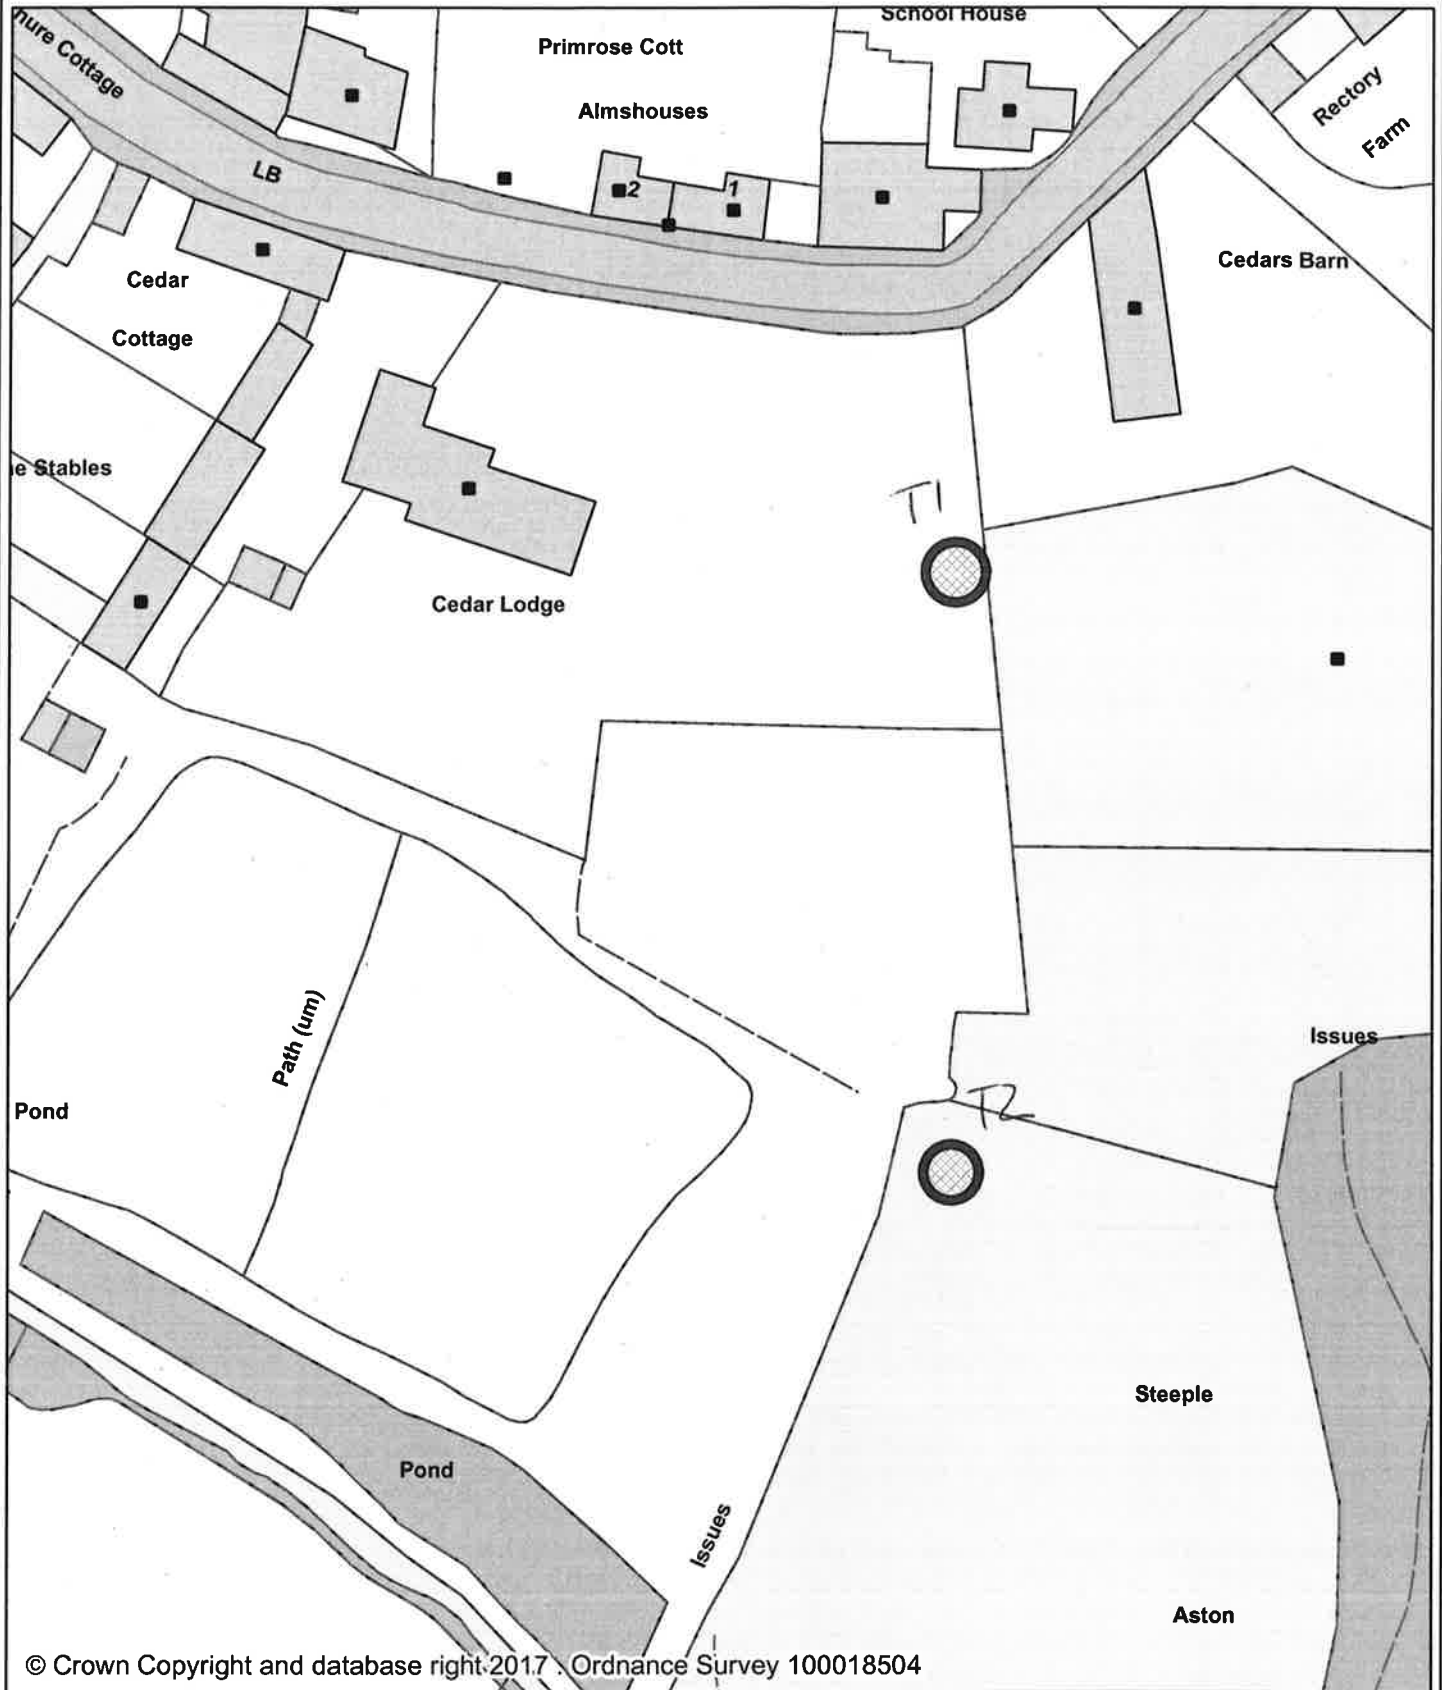 School House
Primrose Cott
Almshouses
Rectory
Farm
nure Cottage
LB
2
1
Cedar
Cottage
Cedars Barn
e Stables
T1
Cedar Lodge
Path (um)
Issues
Pond
T2
Steeple
Pond
Issues
Aston
© Crown Copyright and database right 2017 . Ordnance Survey 100018504